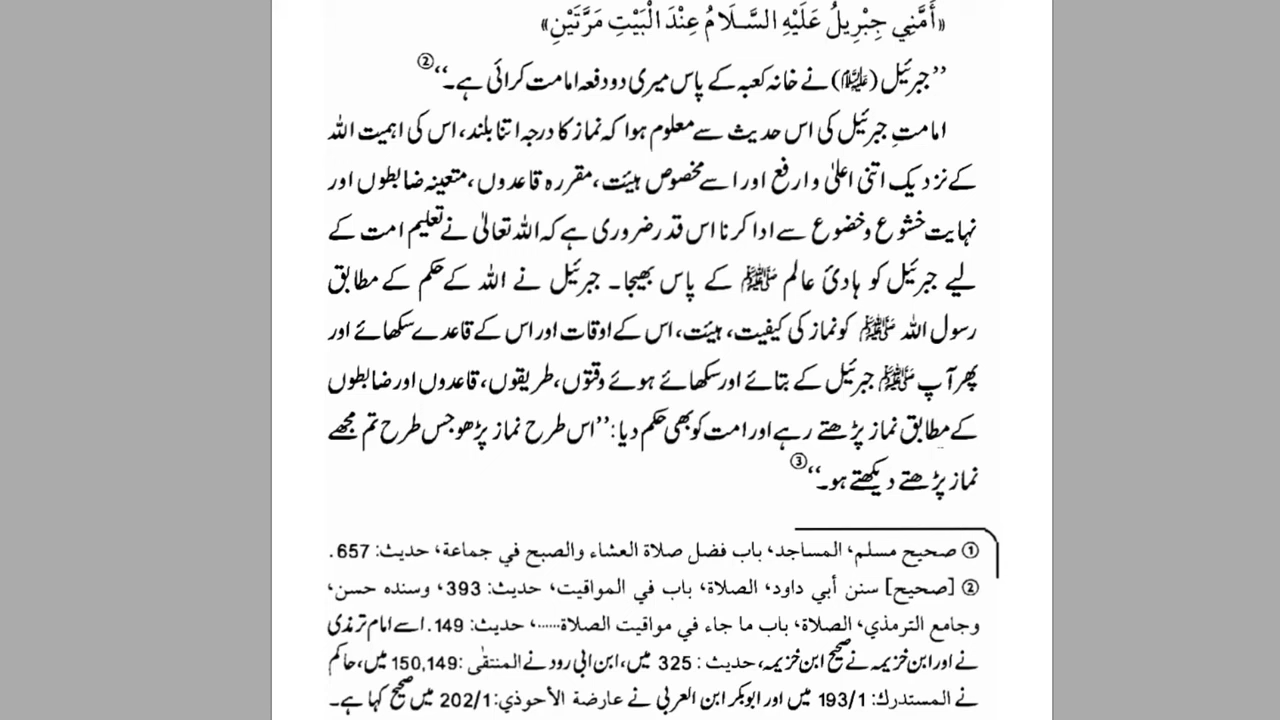 «أَمَّنِي جِبْرِيلُ عَلَيْهِ السَّلَامُ عِنْدَ الْبَيْتِ مَرَّتَيْنِ»
’’جبرئیل (علیہ السلام) نے خانہ کعبہ کے پاس میری دو دفعہ امامت کرائی ہے۔‘‘②
امامتِ جبرئیل کی اس حدیث سے معلوم ہوا کہ نماز کا درجہ اتنا بلند، اس کی اہمیت اللہ
کے نزدیک اتنی اعلیٰ و ارفع اور اسے مخصوص ہیئت، مقررہ قاعدوں، متعینہ ضابطوں اور
نہایت خشوع و خضوع سے ادا کرنا اس قدر ضروری ہے کہ اللہ تعالیٰ نے تعلیم امت کے
لیے جبرئیل کو ہادیٔ عالم ﷺ کے پاس بھیجا۔ جبرئیل نے اللہ کے حکم کے مطابق
رسول اللہ ﷺ کو نماز کی کیفیت، ہیئت، اس کے اوقات اور اس کے قاعدے سکھائے اور
پھر آپ ﷺ جبرئیل کے بتائے اور سکھائے ہوئے وقتوں، طریقوں، قاعدوں اور ضابطوں
کے مطابق نماز پڑھتے رہے اور امت کو بھی حکم دیا: ’’اس طرح نماز پڑھو جس طرح تم مجھے
نماز پڑھتے دیکھتے ہو۔‘‘③
① صحيح مسلم، المساجد، باب فضل صلاة العشاء والصبح في جماعة، حديث: 657.
② [صحيح] سنن أبي داود، الصلاة، باب في المواقيت، حديث: 393، وسنده حسن،
وجامع الترمذي، الصلاة، باب ما جاء في مواقيت الصلاة......، حديث: 149. اسے امام ترمذی
نے اور ابن خزیمہ نے صحیح ابن خزیمہ، حدیث: 325 میں، ابن ابی رود نے المنتقٰی: 150,149 میں، حاکم
نے المستدرك: 193/1 میں اور ابوبکر ابن العربی نے عارضة الأحوذي: 202/1 میں صحیح کہا ہے۔